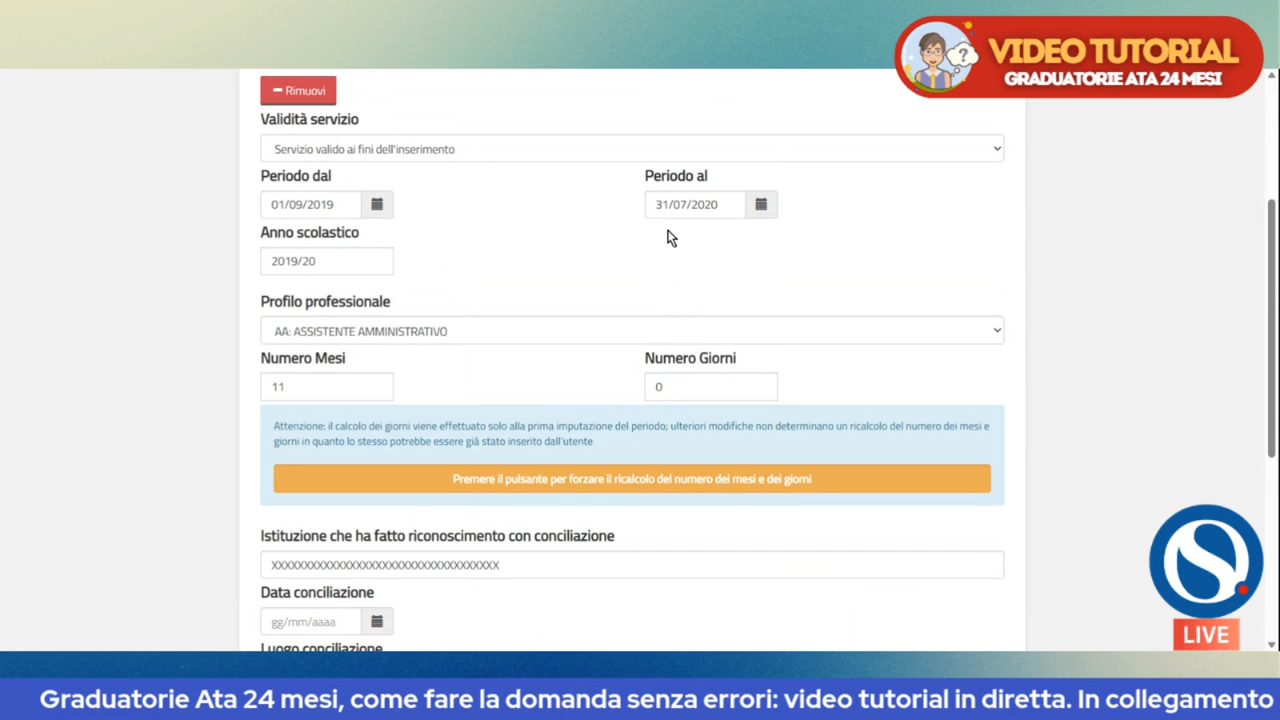 VIDEO TUTORIAL
GRADUATORIE ATA 24 MESI
Rimuovi
Validità servizio
Servizio valido ai fini dell'inserimento
Periodo dal
Periodo al
01/09/2019
31/07/2020
Anno scolastico
2019/20
Profilo professionale
AA: ASSISTENTE AMMINISTRATIVO
Numero Mesi
Numero Giorni
11
0
Attenzione: il calcolo dei giorni viene effettuato solo alla prima imputazione del periodo; ulteriori modifiche non determinano un ricalcolo del numero dei mesi e
giorni in quanto lo stesso potrebbe essere già stato inserito dall'utente
Premere il pulsante per forzare il ricalcolo del numero dei mesi e dei giorni
Istituzione che ha fatto riconoscimento con conciliazione
XXXXXXXXXXXXXXXXXXXXXXXXXXXXXXXXXXX
Data conciliazione
gg/mm/aaaa
Luogo conciliazione
LIVE
Graduatorie Ata 24 mesi, come fare la domanda senza errori: video tutorial in diretta. In collegamento